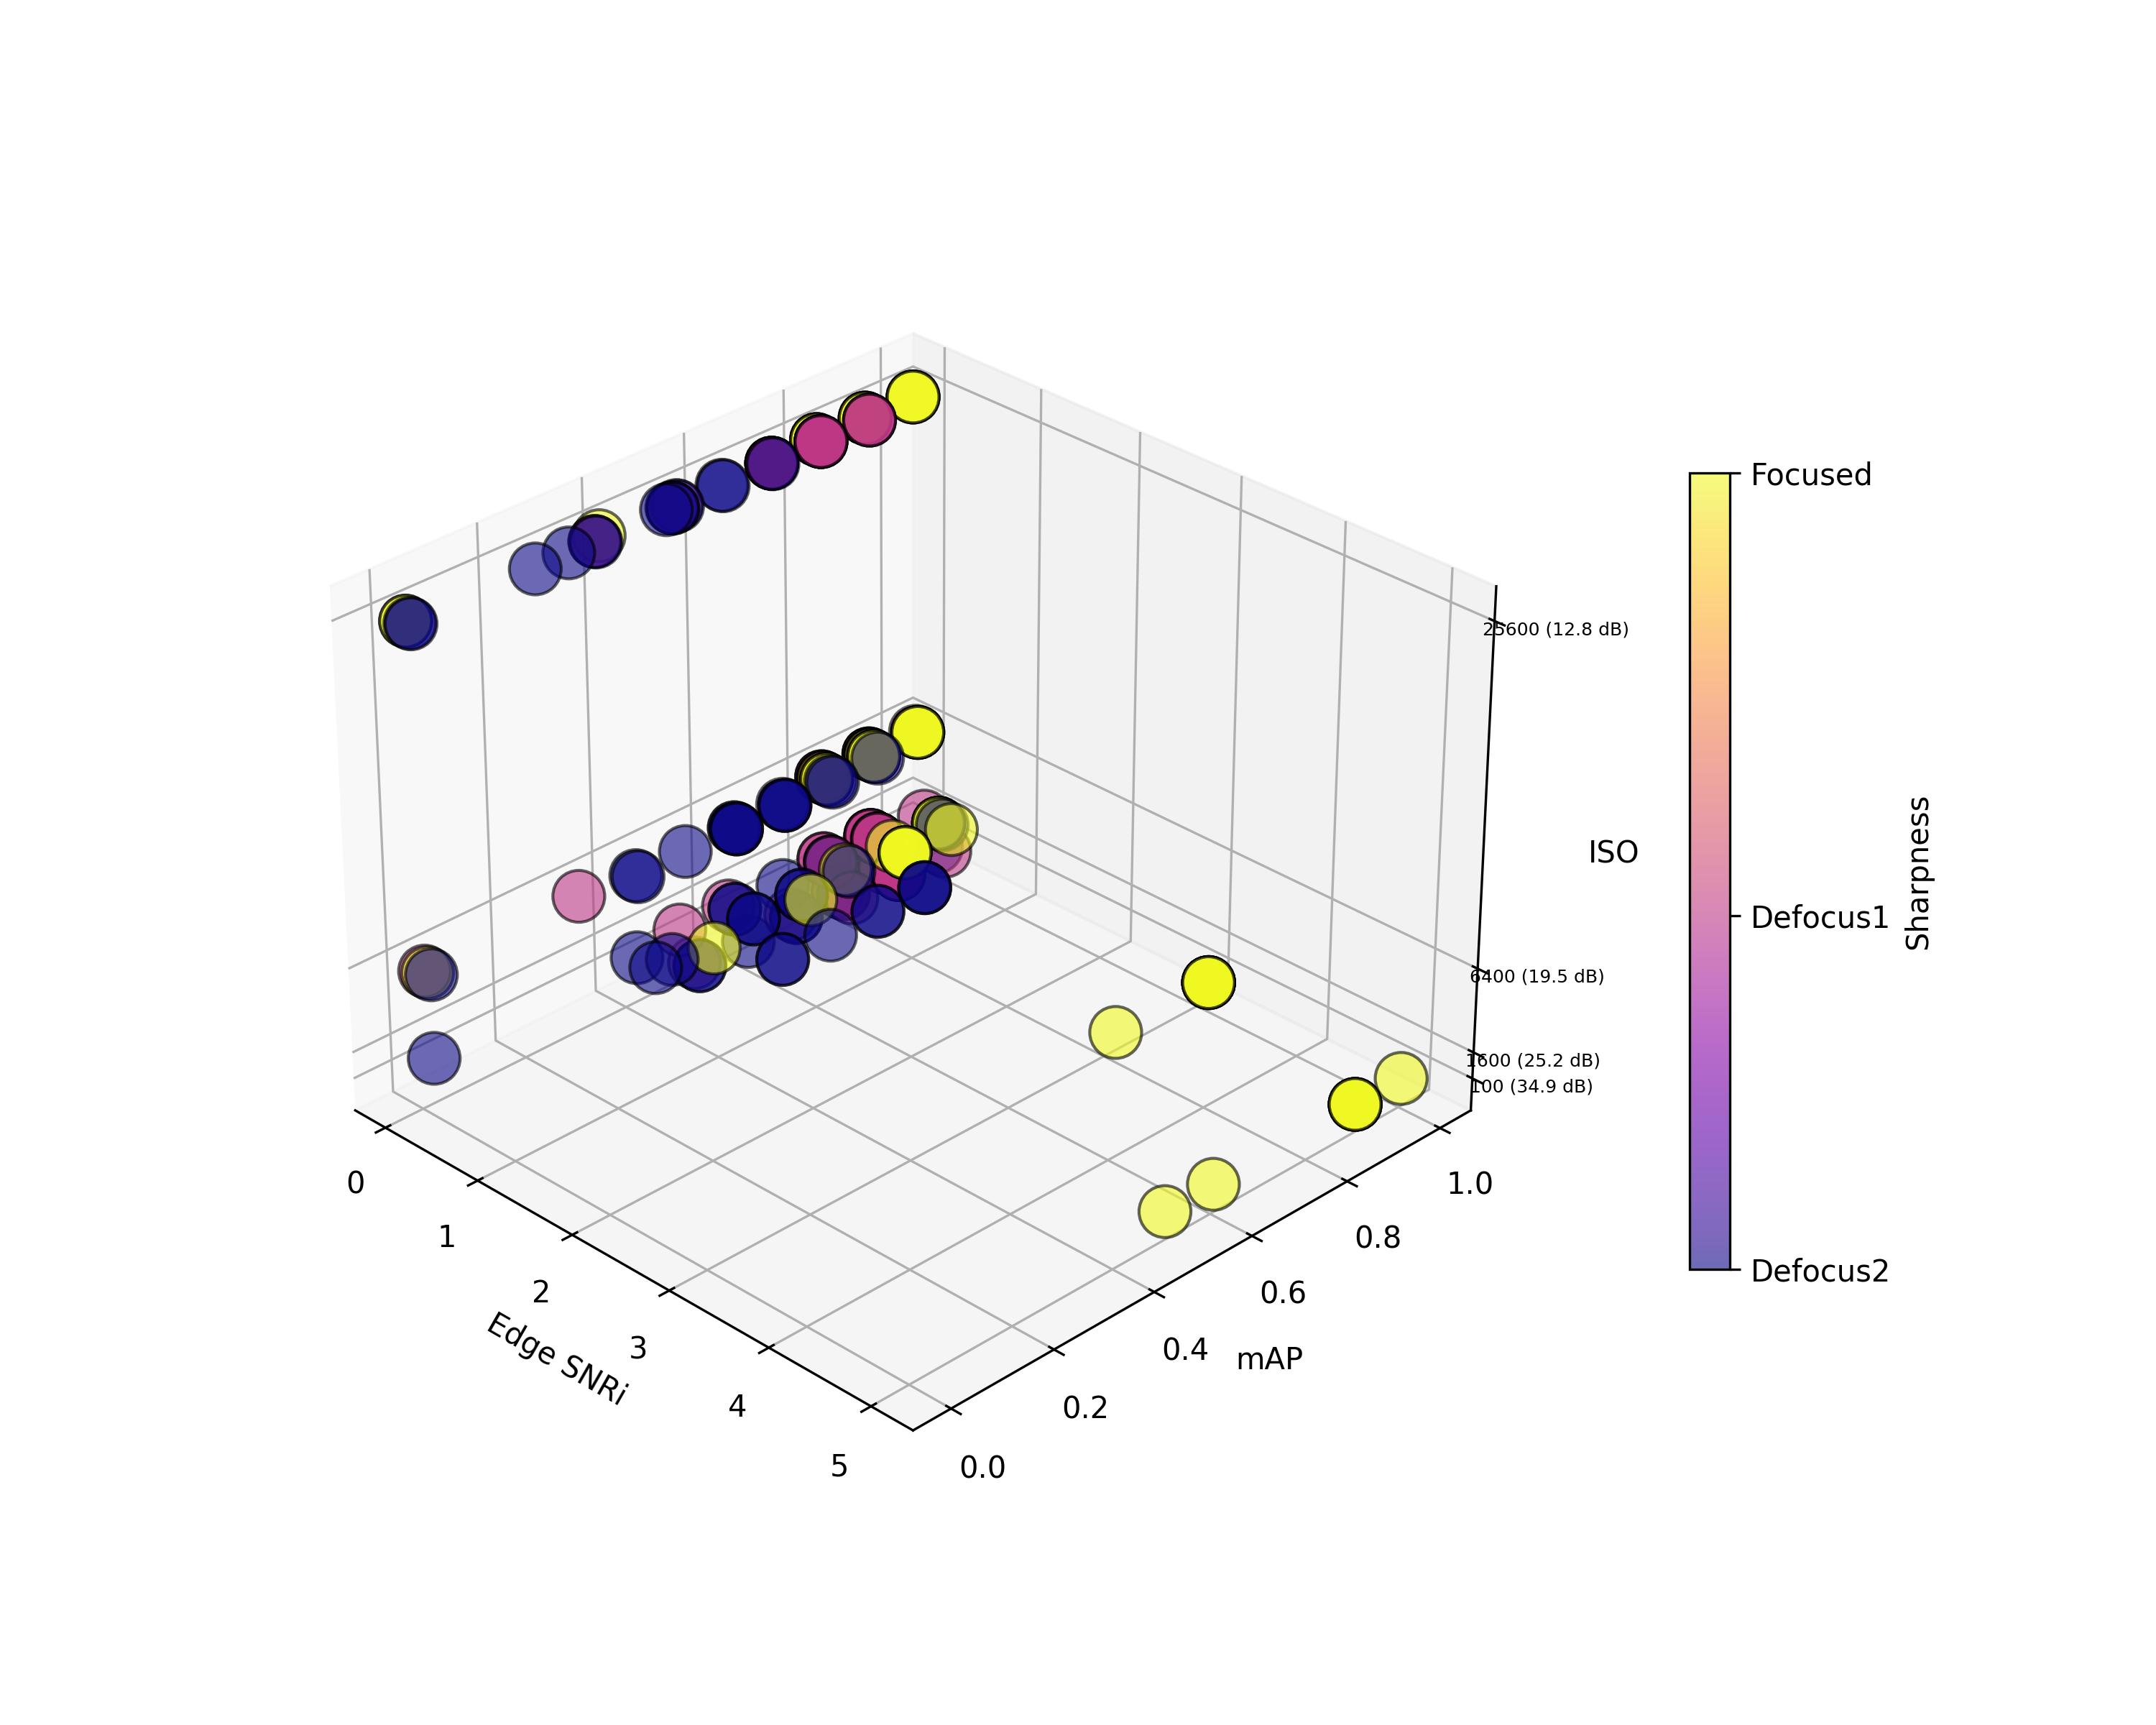 Focused
25600 (12.8 dB)
ISO
Sharpness
Defocus1
6400 (19.5 dB)
1600 (25.2 dB)
100 (34.9 dB)
Defocus2
0
1
2
3
4
5
Edge SNRi
0.0
0.2
0.4
0.6
0.8
1.0
mAP